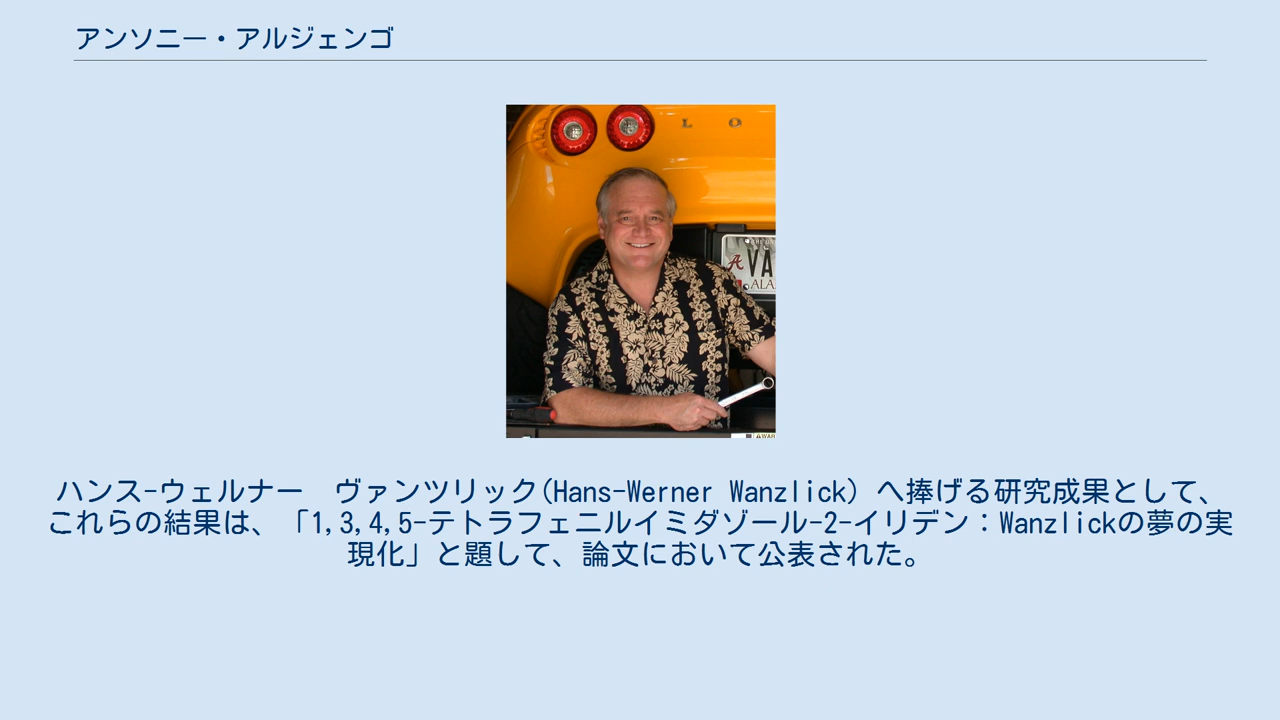 アンソニー・アルジェンゴ
L O
VA
ALA
ハンス-ウェルナー　ヴァンツリック(Hans-Werner Wanzlick) へ捧げる研究成果として、
これらの結果は、「1,3,4,5-テトラフェニルイミダゾール-2-イリデン：Wanzlickの夢の実
現化」と題して、論文において公表された。